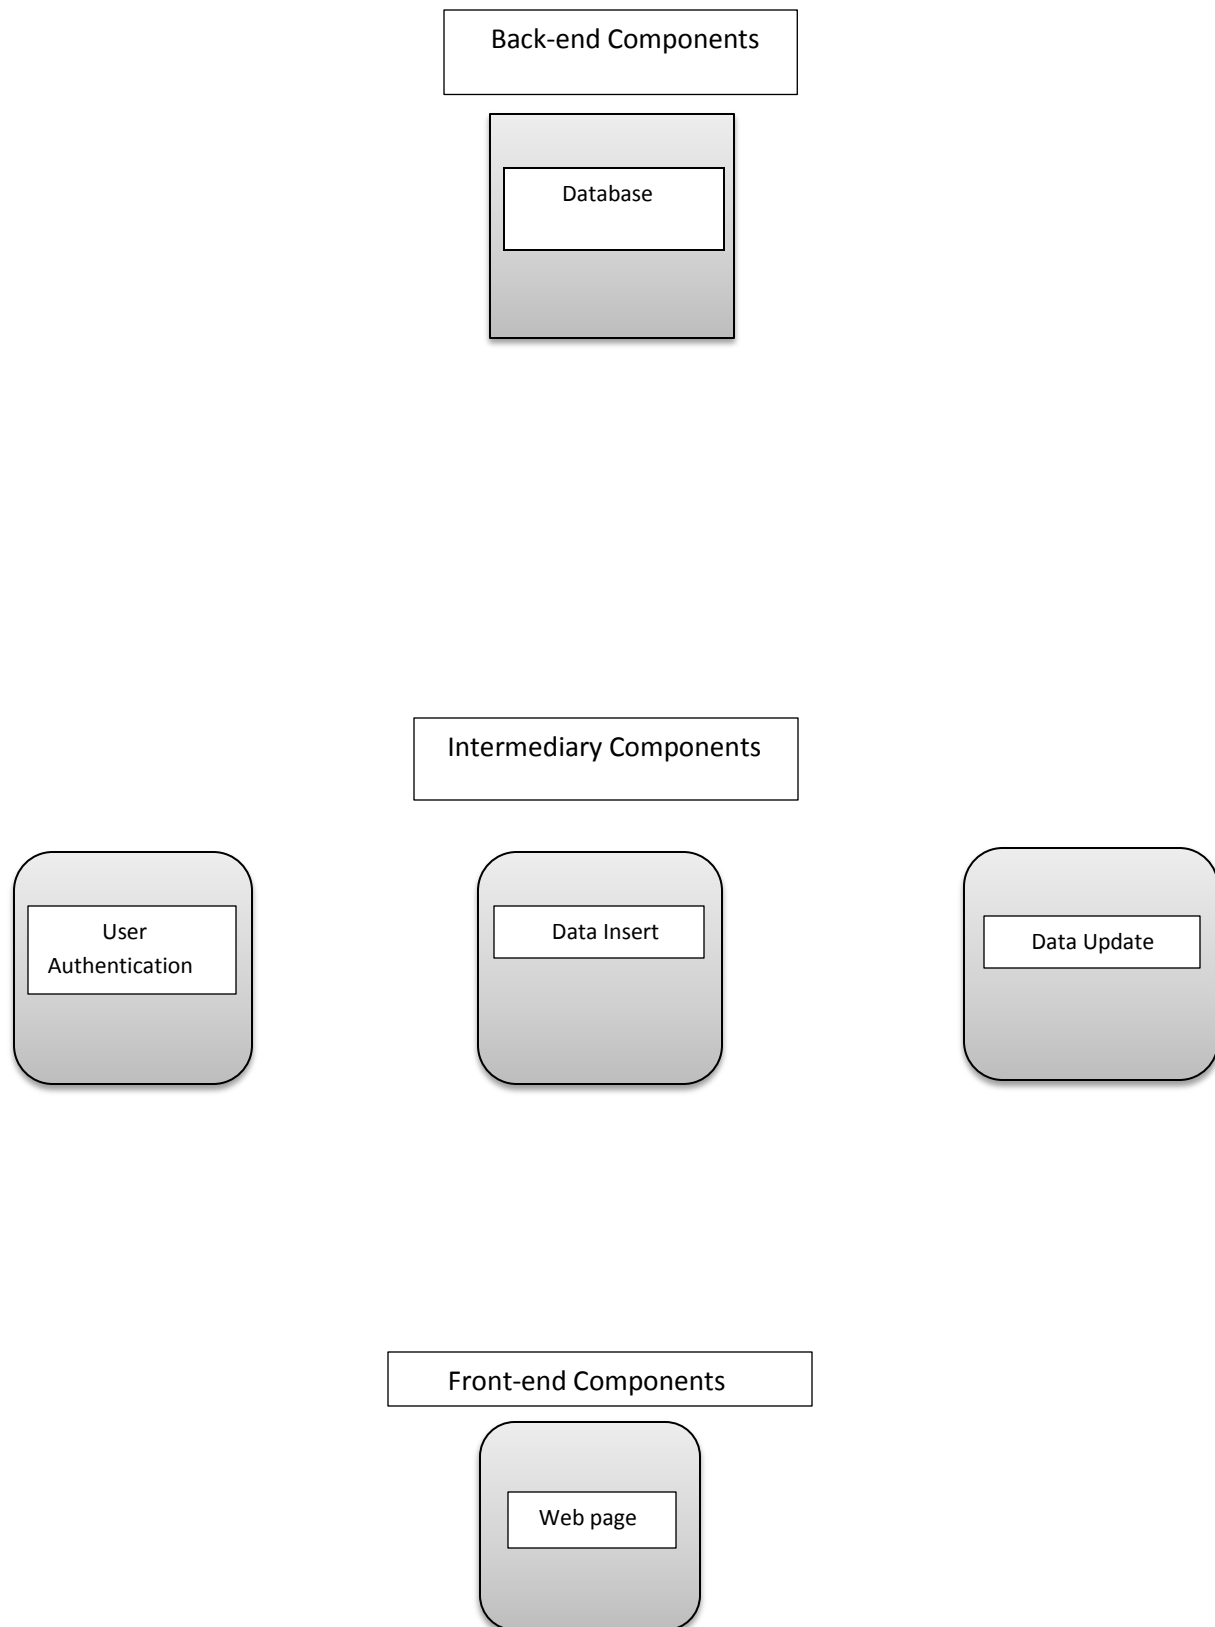 Back-end Components
Database
Intermediary Components
User
Authentication
Data Insert
Data Update
Front-end Components
Web page